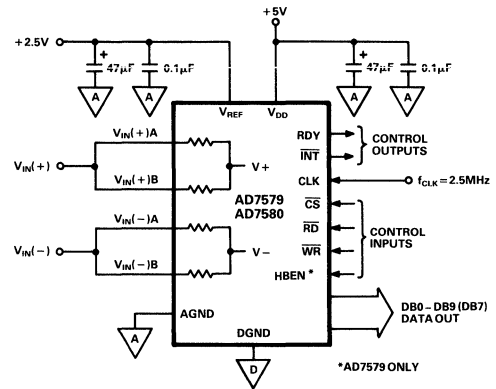 +5V
+2.5V
+
47µF
0.1µF
+
47µF
0.1µF
A
A
A
A
VREF
VDD
RDY
INT
CONTROL
OUTPUTS
VIN(+)A
VIN(+)
V+
CLK
fCLK = 2.5MHz
VIN(+)B
AD7579
AD7580
CS
VIN(−)A
RD
CONTROL
INPUTS
VIN(−)
V−
WR
VIN(−)B
HBEN *
AGND
DB0 – DB9 (DB7)
DATA OUT
A
DGND
D
*AD7579 ONLY